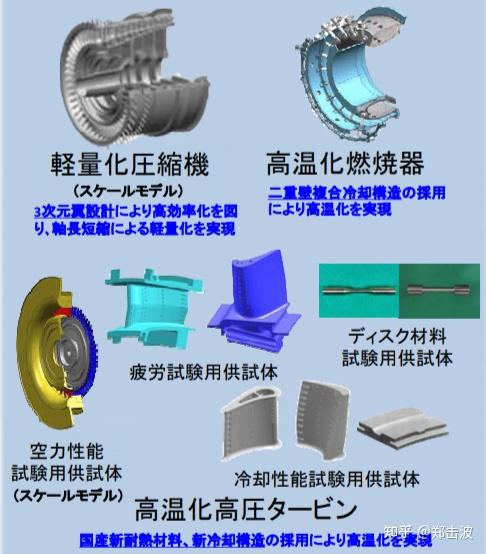 軽量化圧縮機
(スケールモデル)
3次元翼設計により高効率化を図
り、軸長短縮による軽量化を実現
高温化燃焼器
二重壁複合冷却構造の採用
により高温化を実現
疲労試験用供試体
ディスク材料
試験用供試体
空力性能
試験用供試体
(スケールモデル)
冷却性能試験用供試体
高温化高圧タービン
国産新耐熱材料、新冷却構造の採用により高温化を実現
知乎 @郑击波